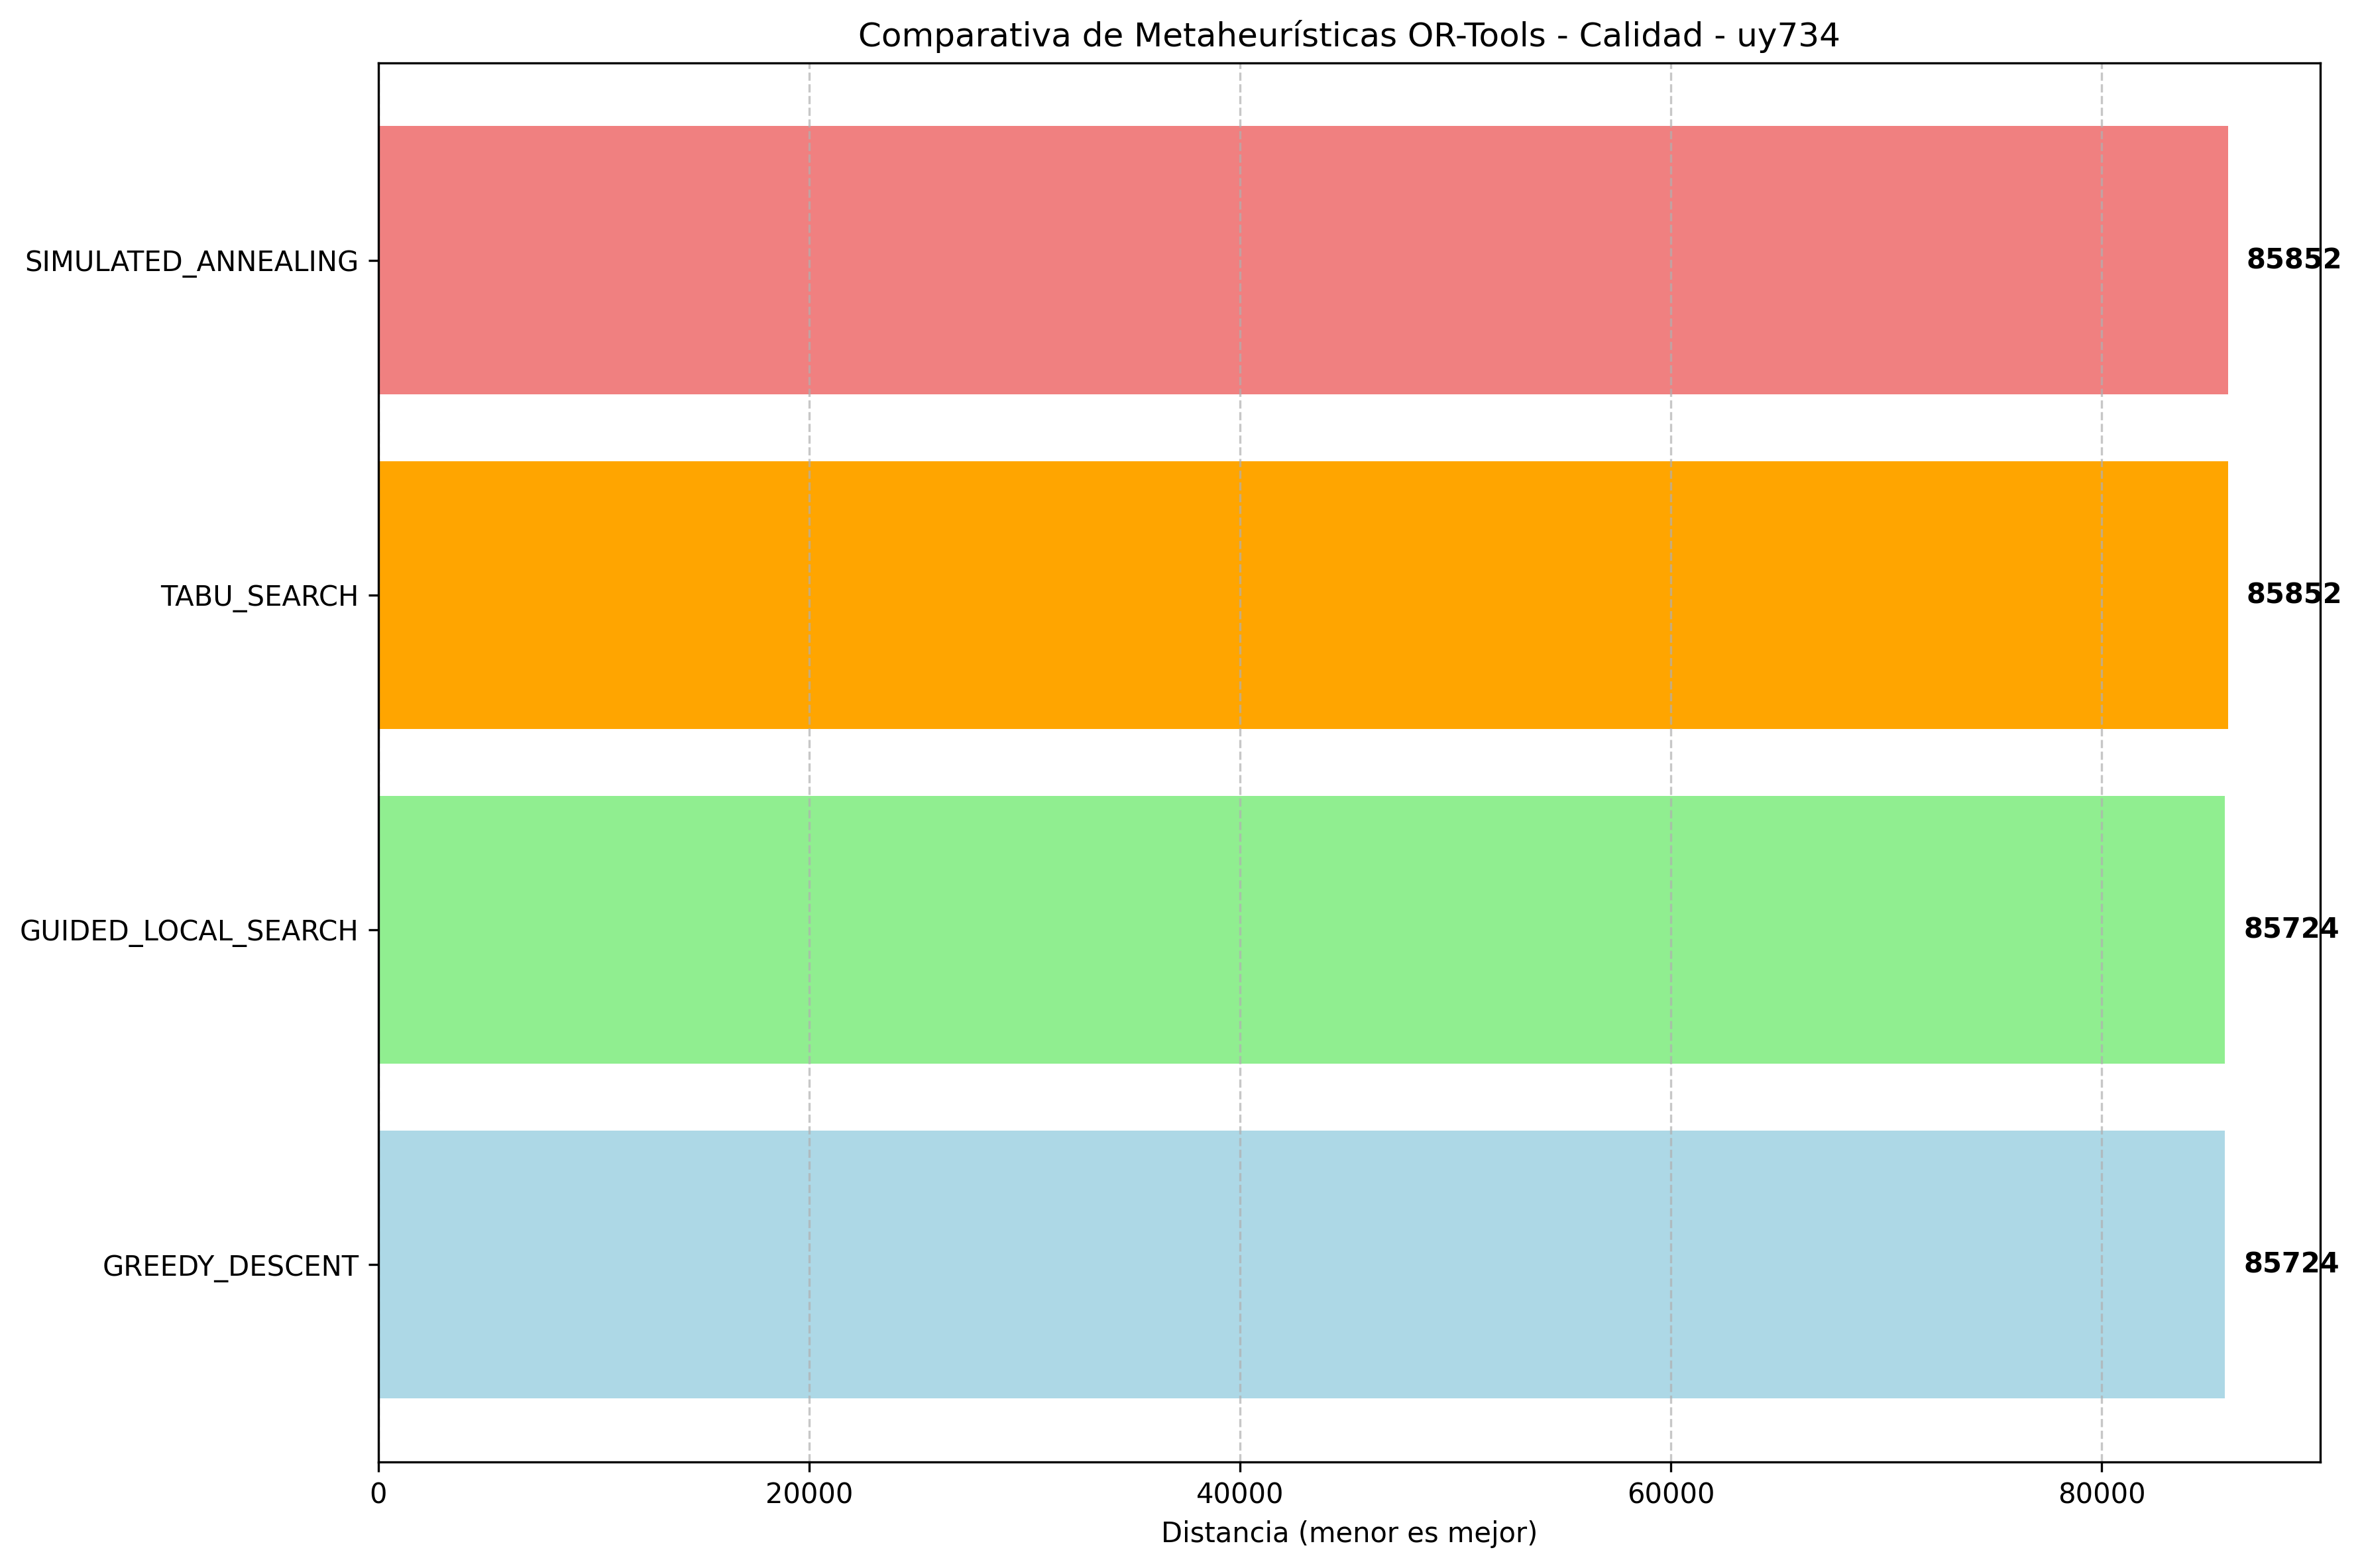 Comparativa de Metaheurísticas OR-Tools - Calidad - uy734
SIMULATED_ANNEALING
85852
TABU_SEARCH
85852
GUIDED_LOCAL_SEARCH
85724
GREEDY_DESCENT
85724
0 20000 40000 60000 80000
Distancia (menor es mejor)